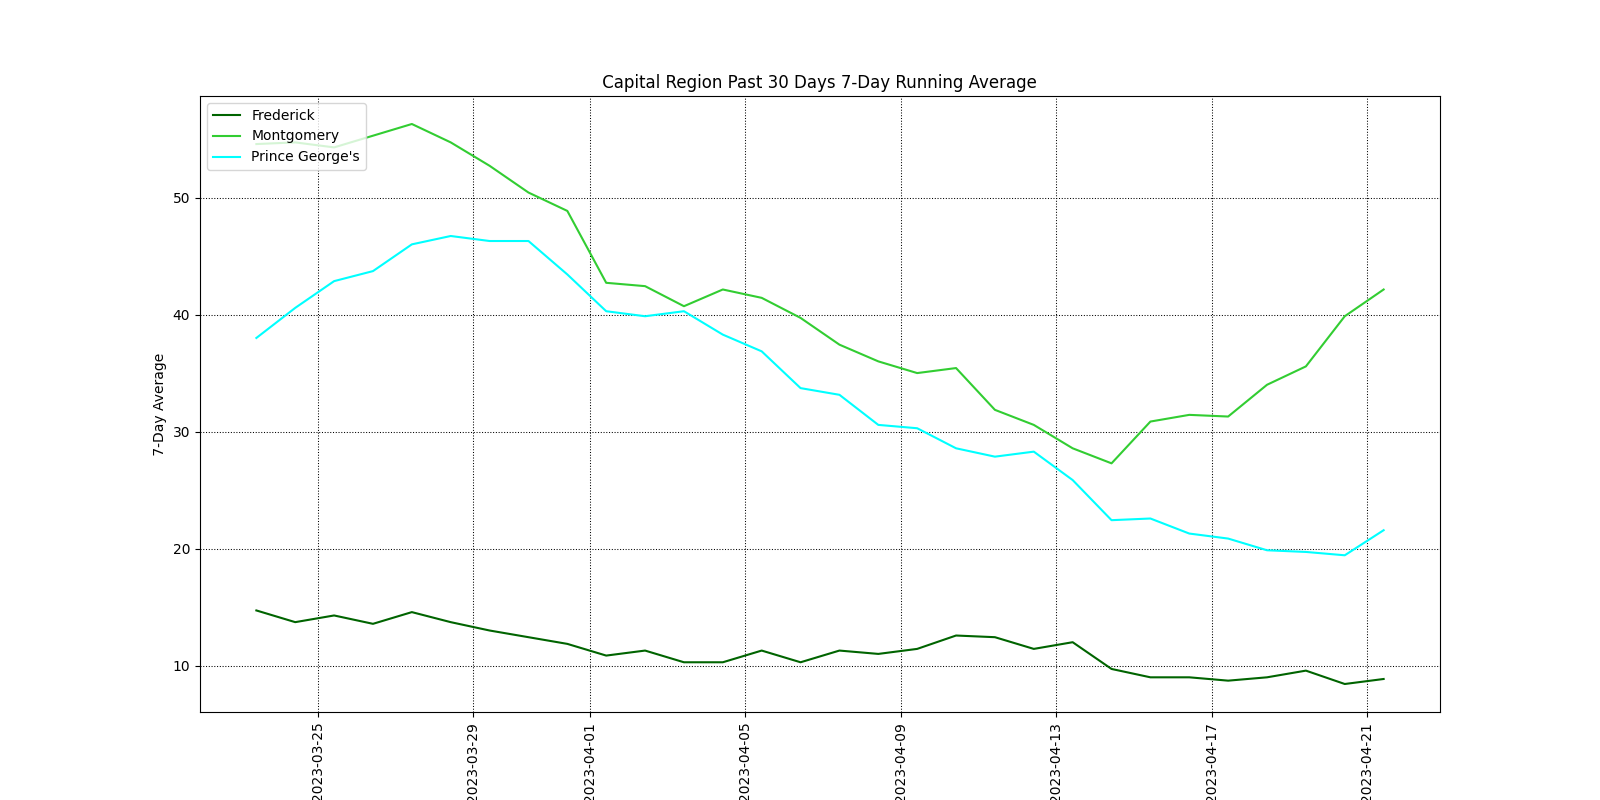 Capital Region Past 30 Days 7-Day Running Average
Frederick
Montgomery
Prince George's
7-Day Average
50
40
30
20
10
2023-03-25
2023-03-29
2023-04-01
2023-04-05
2023-04-09
2023-04-13
2023-04-17
2023-04-21